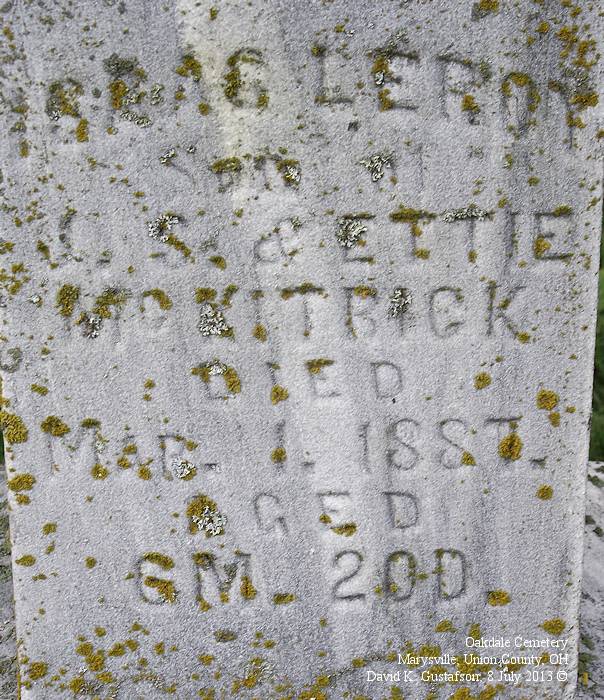 LEROY
SON OF
C. S. & ETTIE
McKITRICK
DIED
MAR. 1. 1887.
AGED
6M. 20D.
Oakdale Cemetery
Marysville, Union County, OH
David K. Gustafson, 8 July 2013 ©